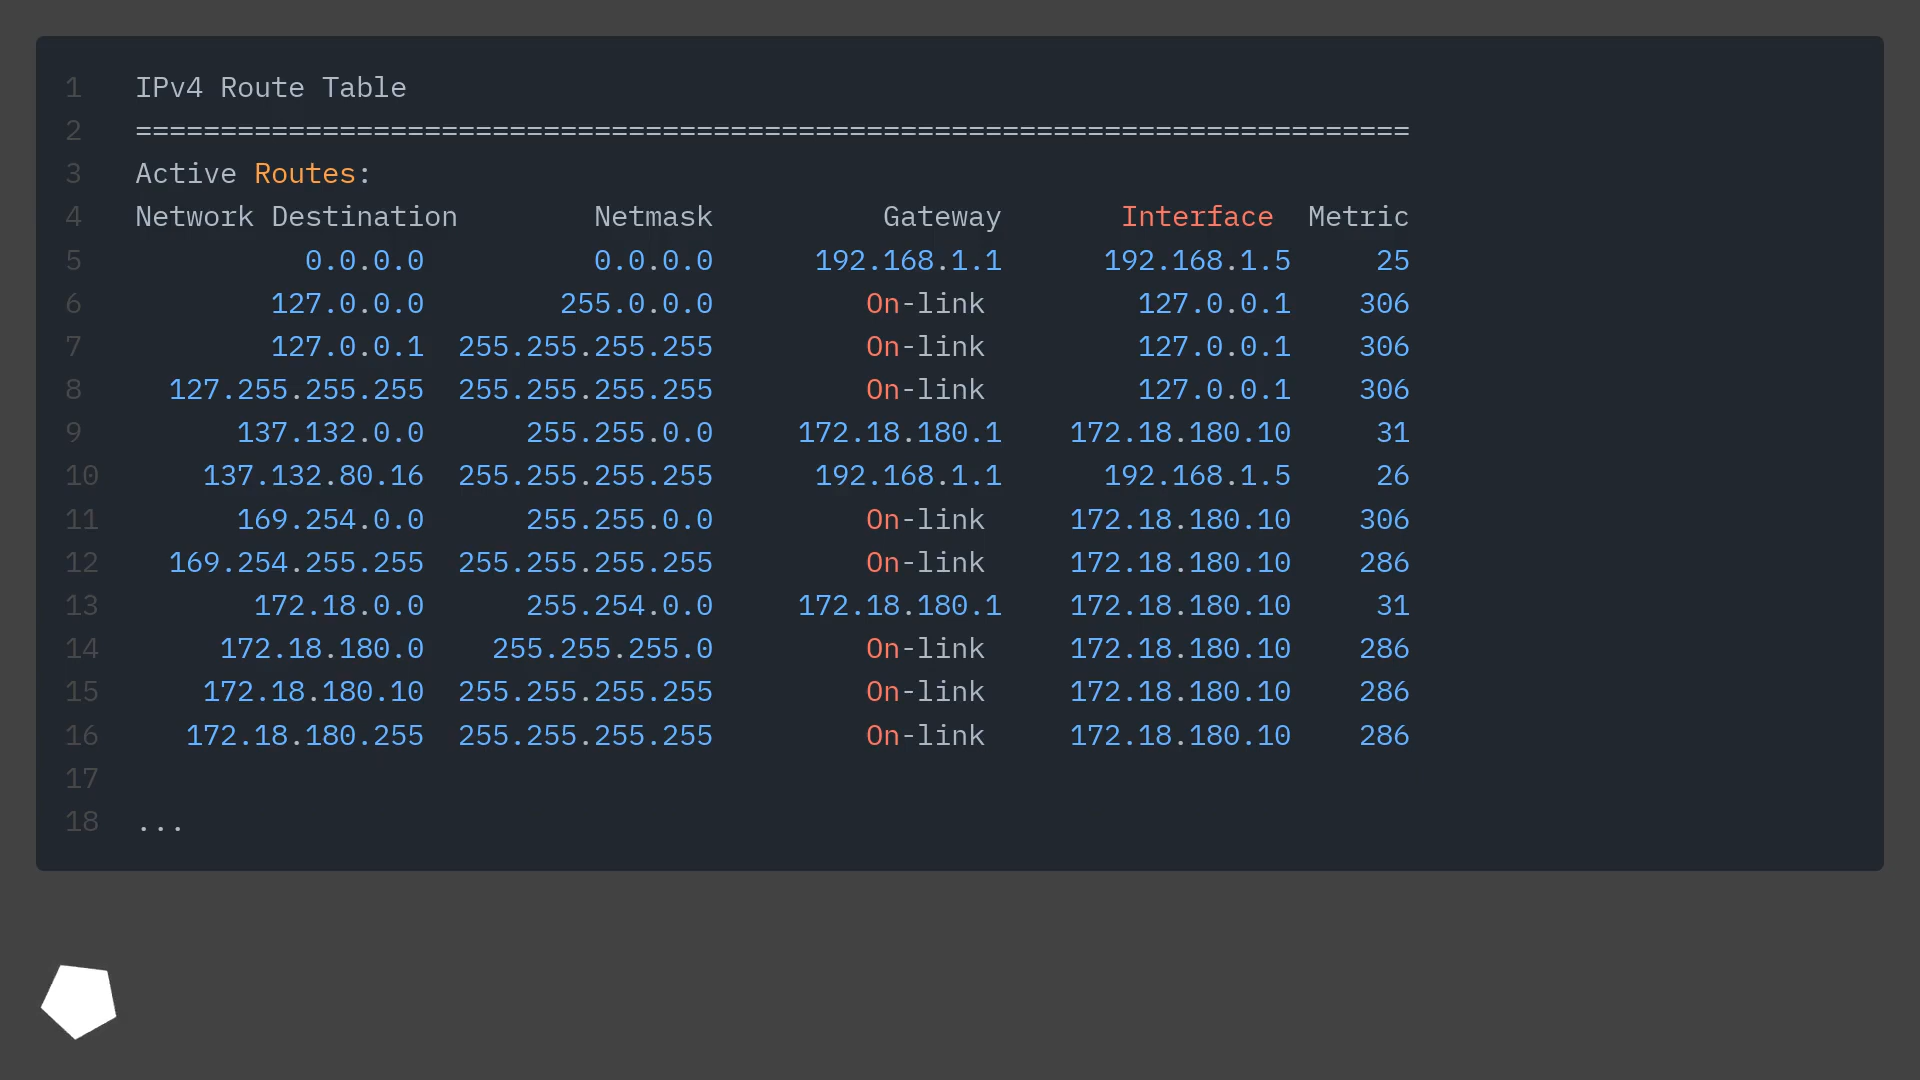 1 IPv4 Route Table
2 ===========================================================================
3 Active Routes:
4 Network Destination        Netmask          Gateway       Interface  Metric
5           0.0.0.0          0.0.0.0      192.168.1.1      192.168.1.5     25
6         127.0.0.0        255.0.0.0         On-link         127.0.0.1    306
7         127.0.0.1  255.255.255.255         On-link         127.0.0.1    306
8   127.255.255.255  255.255.255.255         On-link         127.0.0.1    306
9       137.132.0.0      255.255.0.0     172.18.180.1    172.18.180.10     31
10     137.132.80.16  255.255.255.255      192.168.1.1      192.168.1.5     26
11       169.254.0.0      255.255.0.0         On-link     172.18.180.10    306
12   169.254.255.255  255.255.255.255         On-link     172.18.180.10    286
13        172.18.0.0      255.254.0.0     172.18.180.1    172.18.180.10     31
14      172.18.180.0    255.255.255.0         On-link     172.18.180.10    286
15     172.18.180.10  255.255.255.255         On-link     172.18.180.10    286
16    172.18.180.255  255.255.255.255         On-link     172.18.180.10    286
17
18 ...